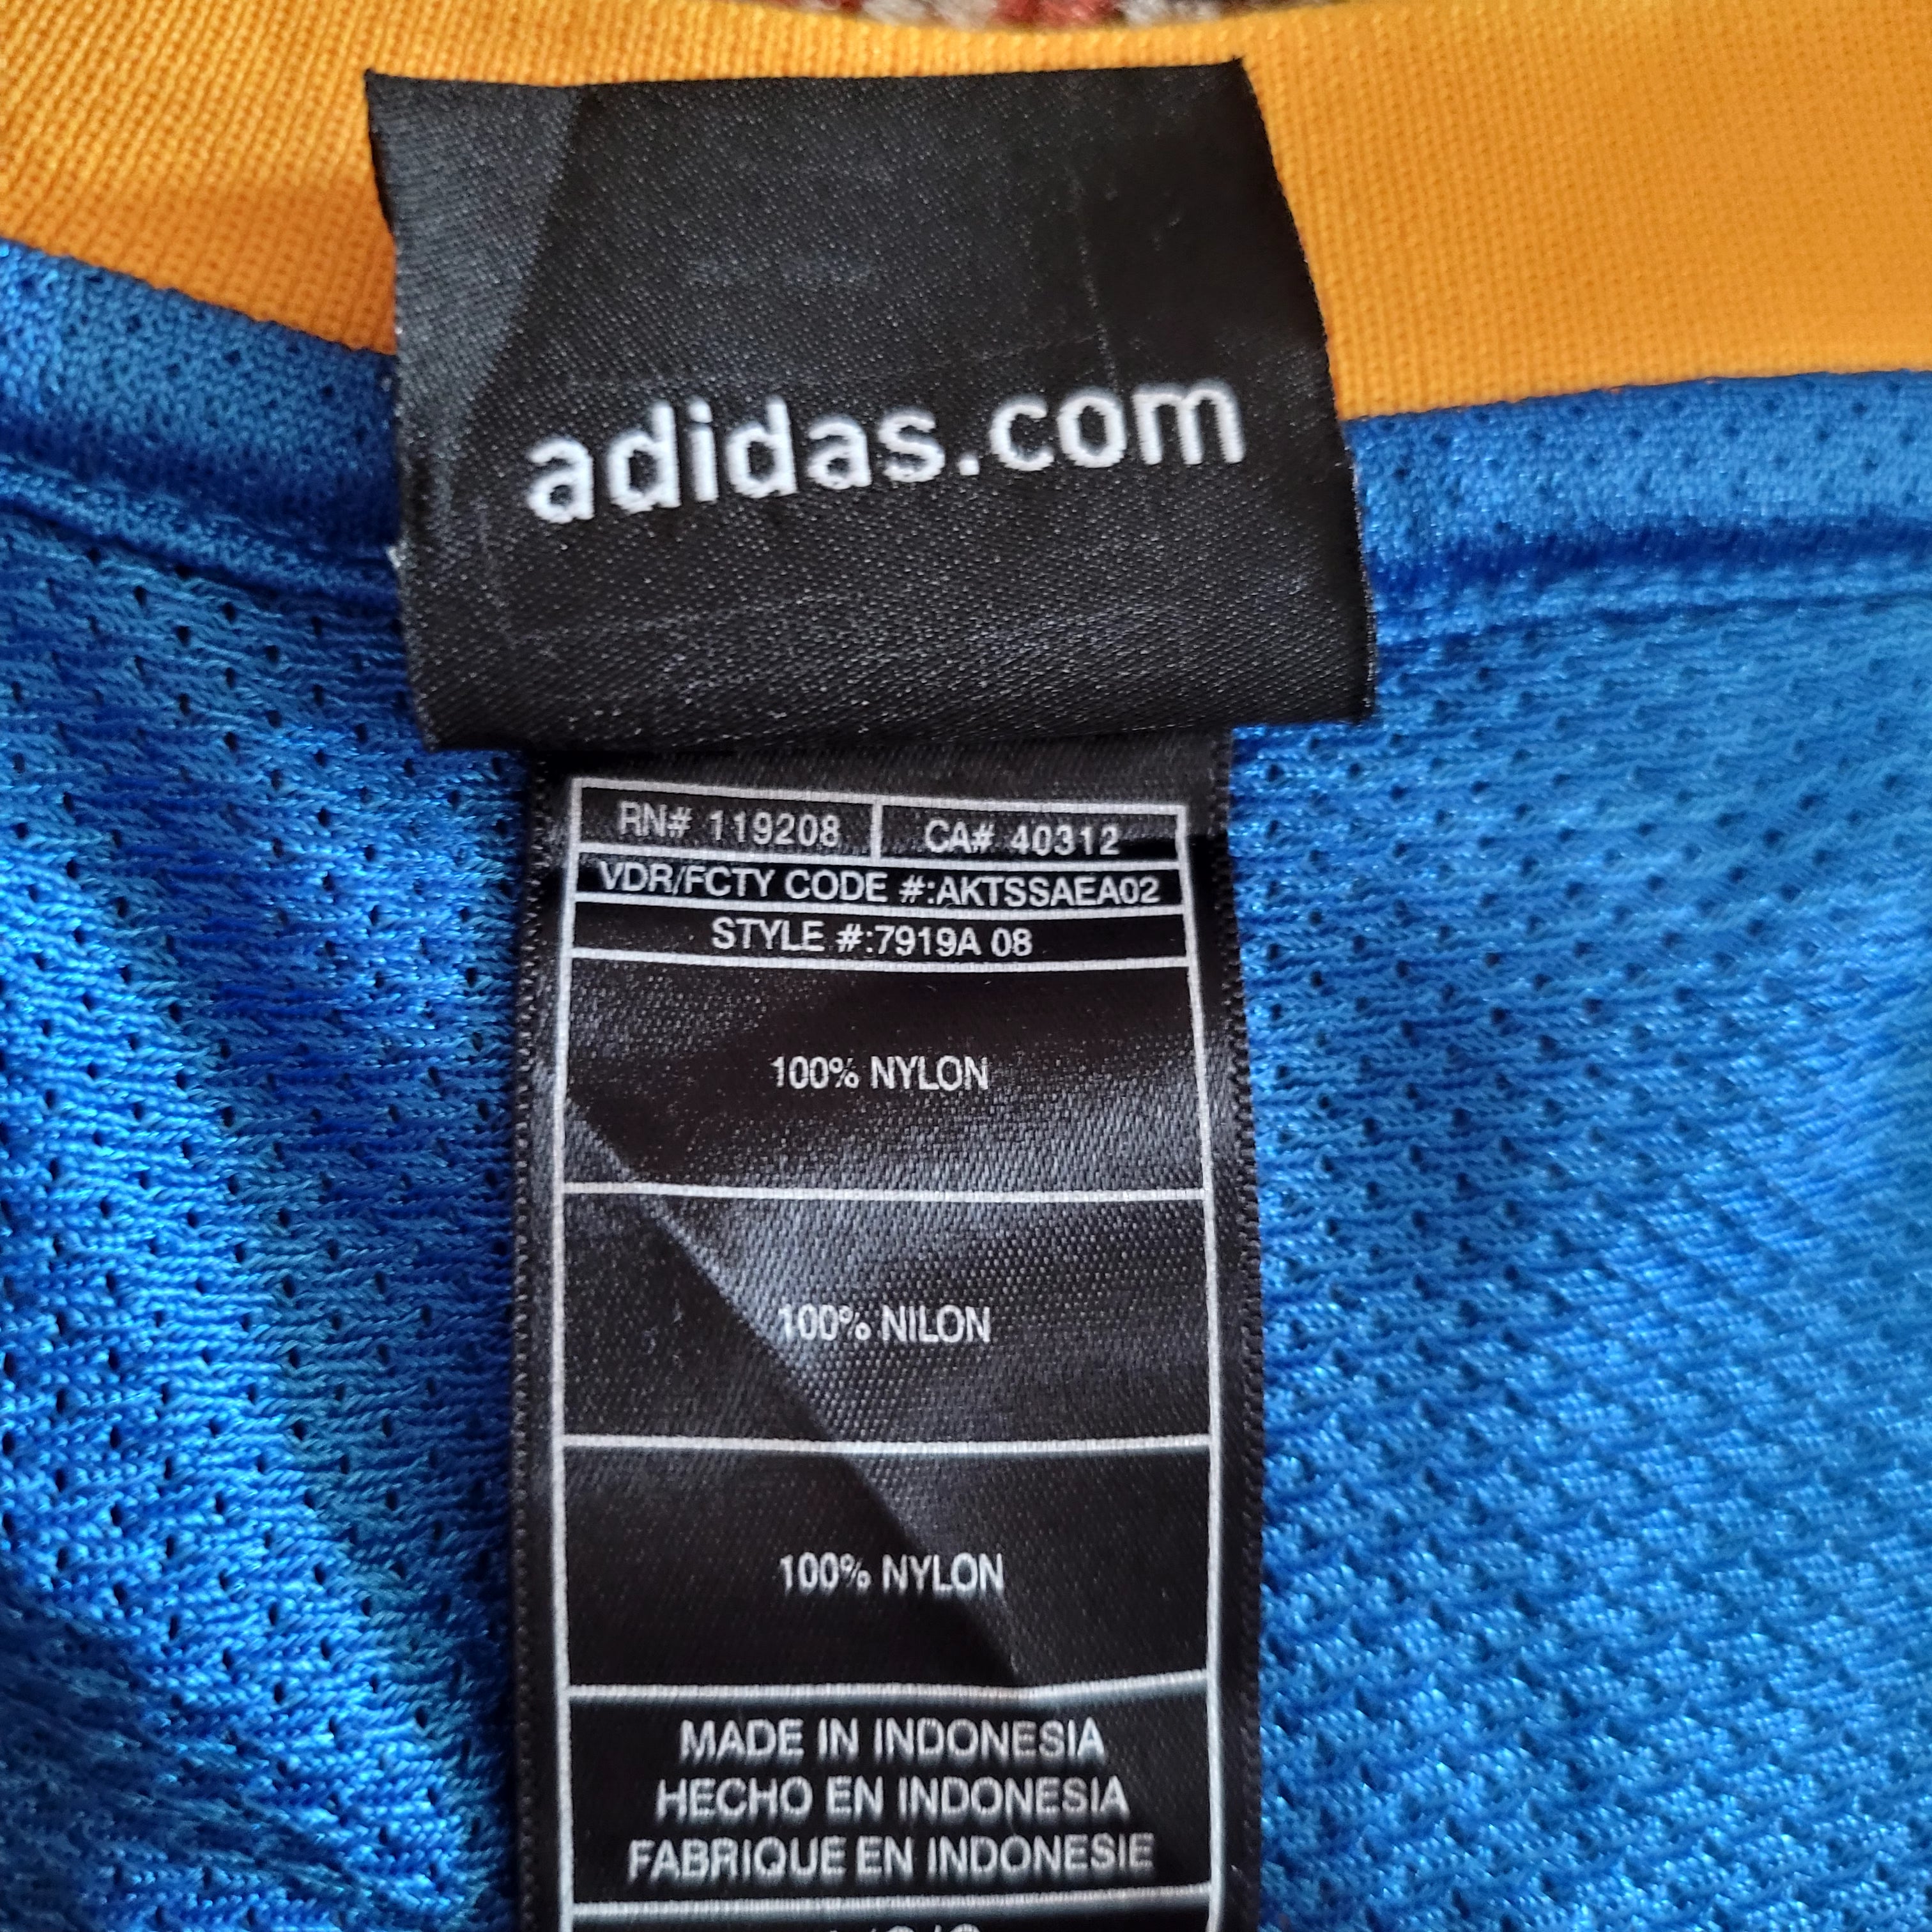 adidas.com
RN# 119208 CA# 40312
VDR/FCTY CODE #:AKTSSAEA02
STYLE #:7919A 08
100% NYLON
100% NILON
100% NYLON
MADE IN INDONESIA
HECHO EN INDONESIA
FABRIQUE EN INDONESIE